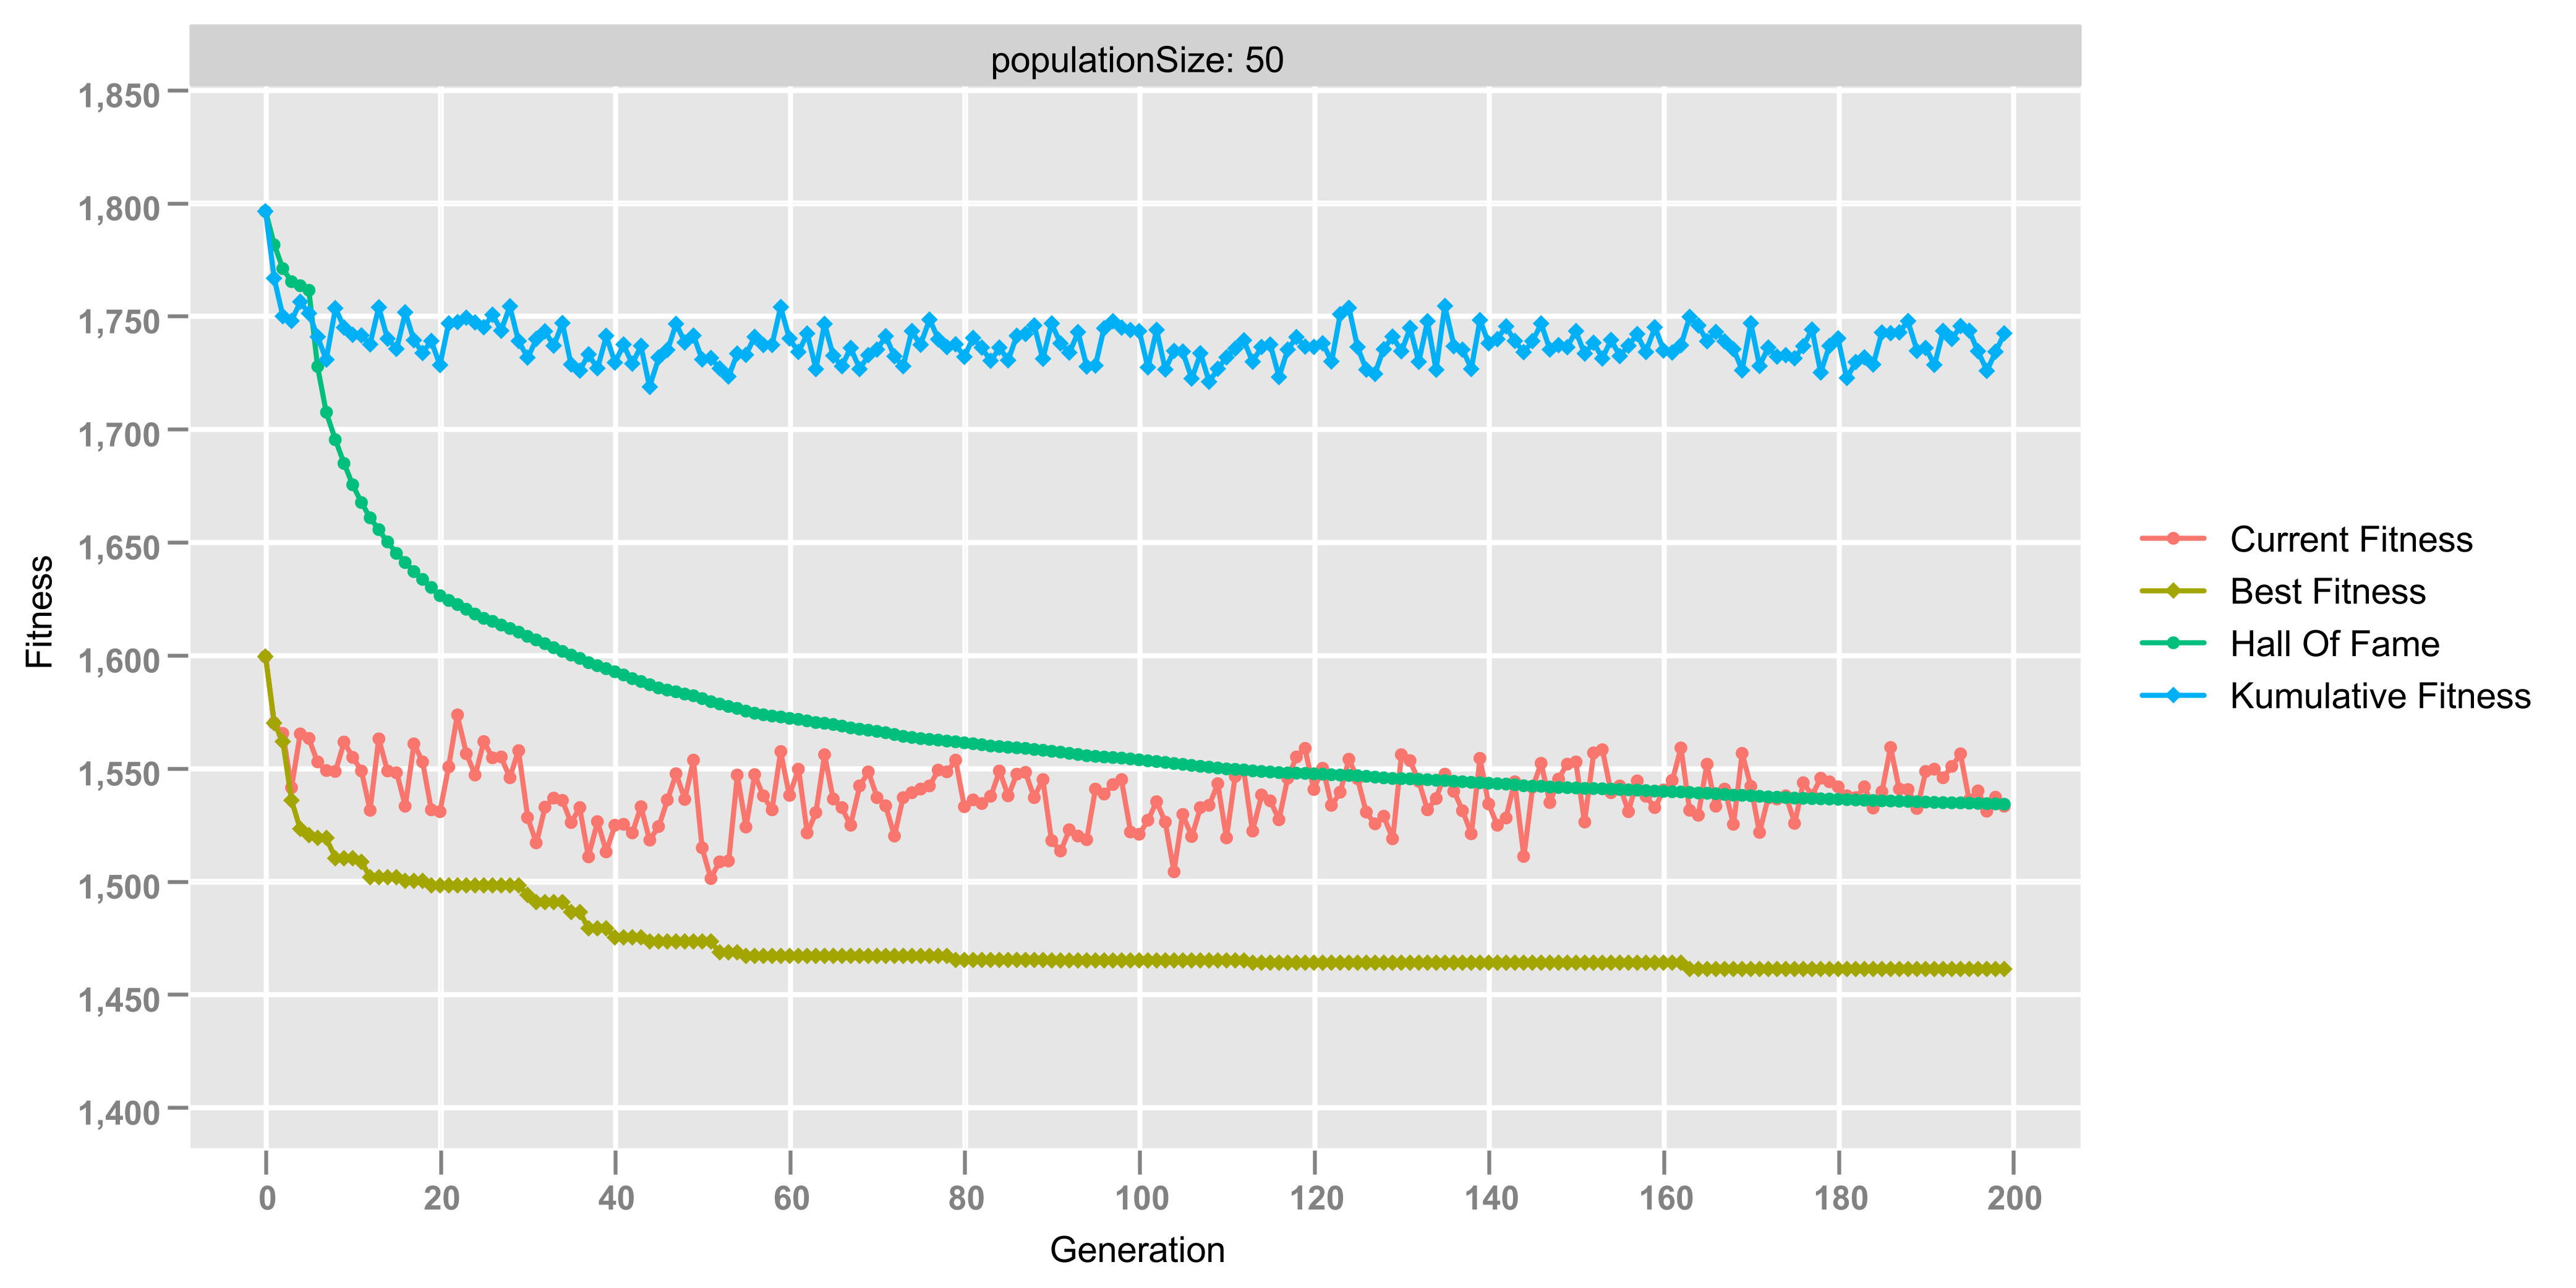 populationSize: 50
1,850
1,800
1,750
1,700
1,650
1,600
1,550
1,500
1,450
1,400
Fitness
0 20 40 60 80 100 120 140 160 180 200
Generation
Current Fitness
Best Fitness
Hall Of Fame
Kumulative Fitness